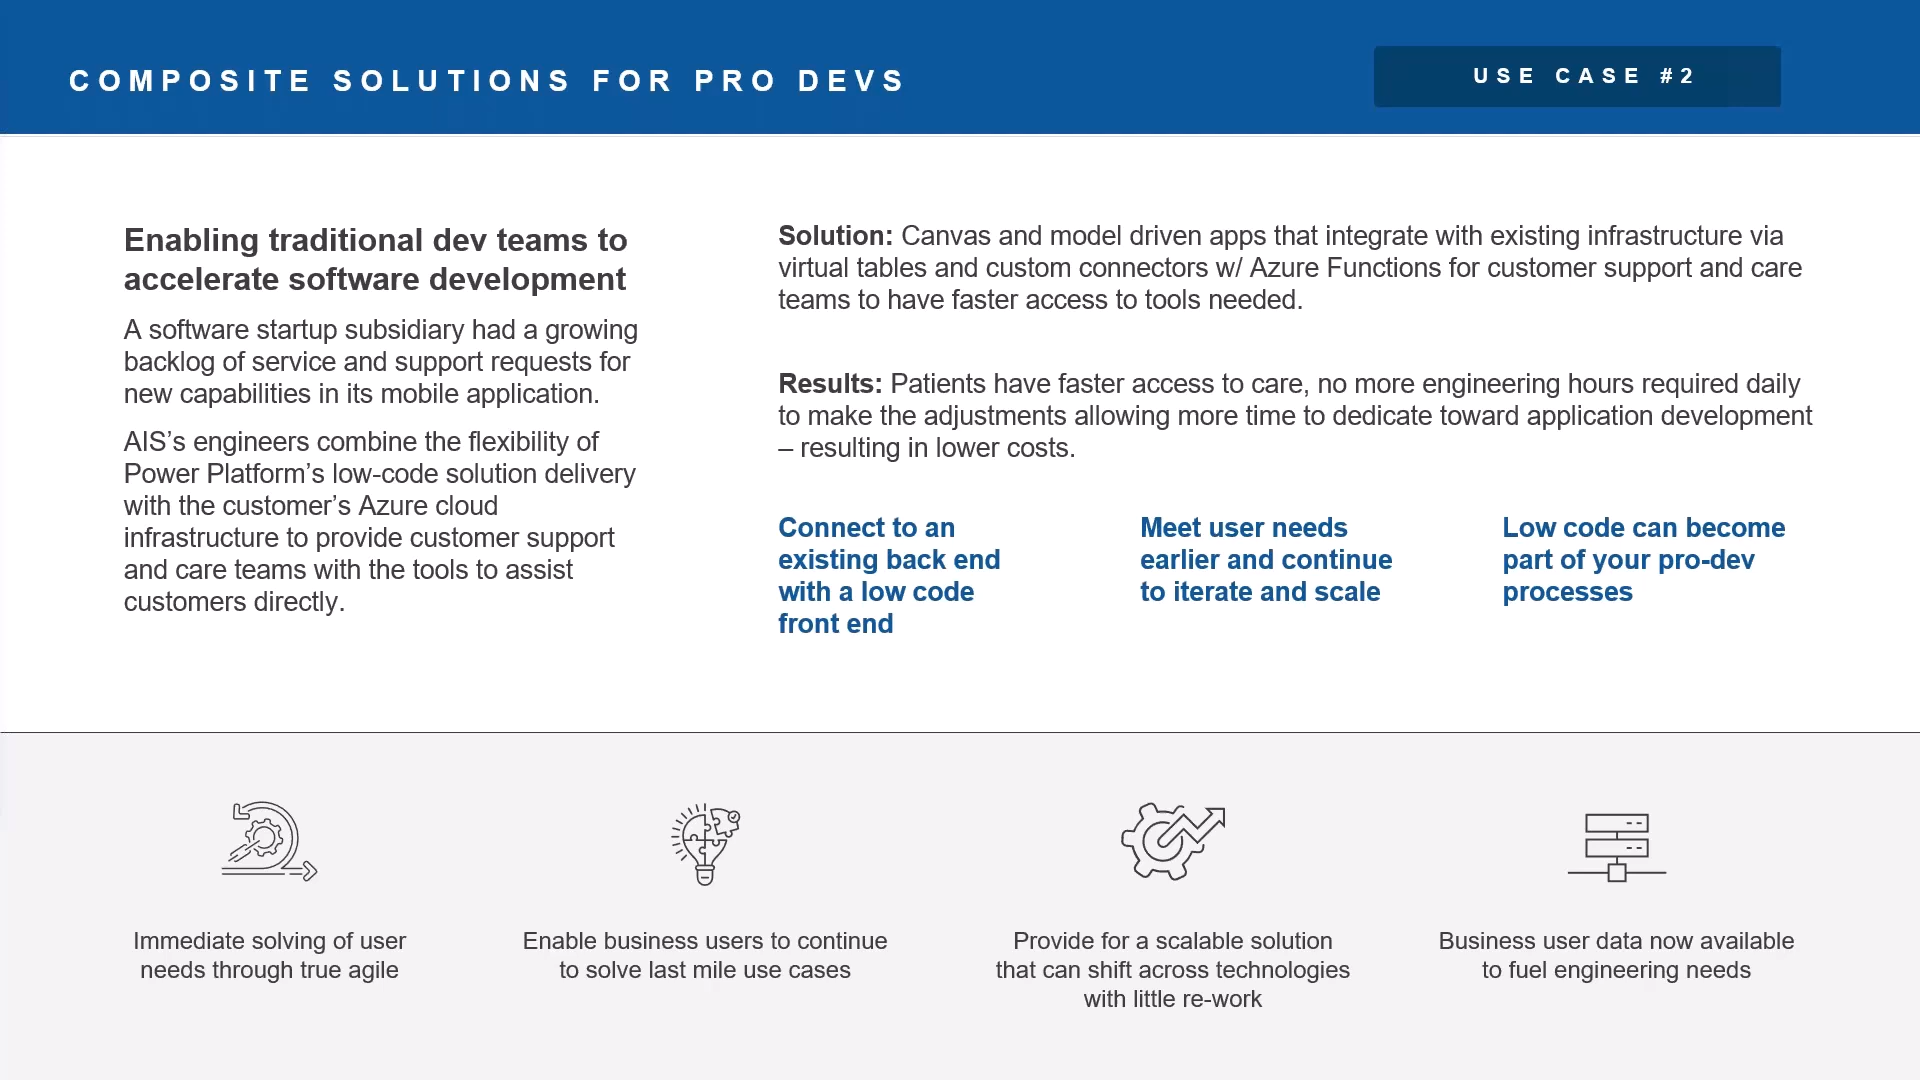 COMPOSITE SOLUTIONS FOR PRO DEVS
USE CASE #2
Enabling traditional dev teams to
accelerate software development
A software startup subsidiary had a growing
backlog of service and support requests for
new capabilities in its mobile application.
AIS’s engineers combine the flexibility of
Power Platform’s low-code solution delivery
with the customer’s Azure cloud
infrastructure to provide customer support
and care teams with the tools to assist
customers directly.
Solution: Canvas and model driven apps that integrate with existing infrastructure via
virtual tables and custom connectors w/ Azure Functions for customer support and care
teams to have faster access to tools needed.
Results: Patients have faster access to care, no more engineering hours required daily
to make the adjustments allowing more time to dedicate toward application development
– resulting in lower costs.
Connect to an
existing back end
with a low code
front end
Meet user needs
earlier and continue
to iterate and scale
Low code can become
part of your pro-dev
processes
Immediate solving of user
needs through true agile
Enable business users to continue
to solve last mile use cases
Provide for a scalable solution
that can shift across technologies
with little re-work
Business user data now available
to fuel engineering needs